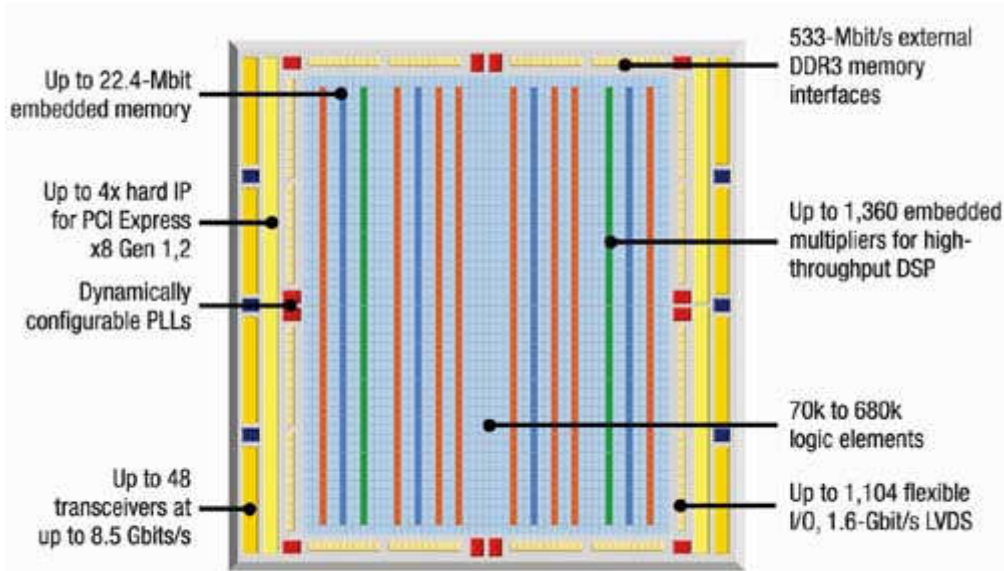 Up to 22.4-Mbit
embedded memory
Up to 4x hard IP
for PCI Express
x8 Gen 1,2
Dynamically
configurable PLLs
Up to 48
transceivers at
up to 8.5 Gbits/s
533-Mbit/s external
DDR3 memory
interfaces
Up to 1,360 embedded
multipliers for high-
throughput DSP
70k to 680k
logic elements
Up to 1,104 flexible
I/O, 1.6-Gbit/s LVDS